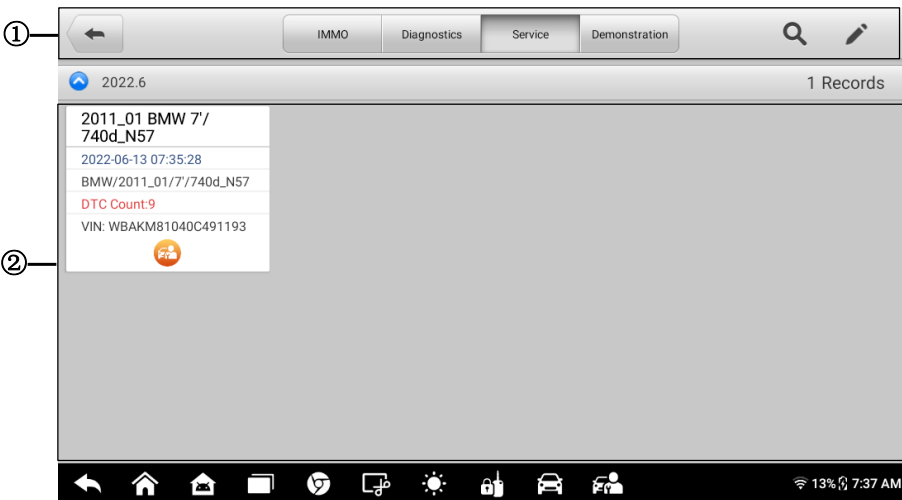 ①
IMMO Diagnostics Service Demonstration
2022.6 1 Records
2011_01 BMW 7'/
740d_N57
2022-06-13 07:35:28
BMW/2011_01/7'/740d_N57
DTC Count:9
VIN: WBAKM81040C491193
②
13% 7:37 AM